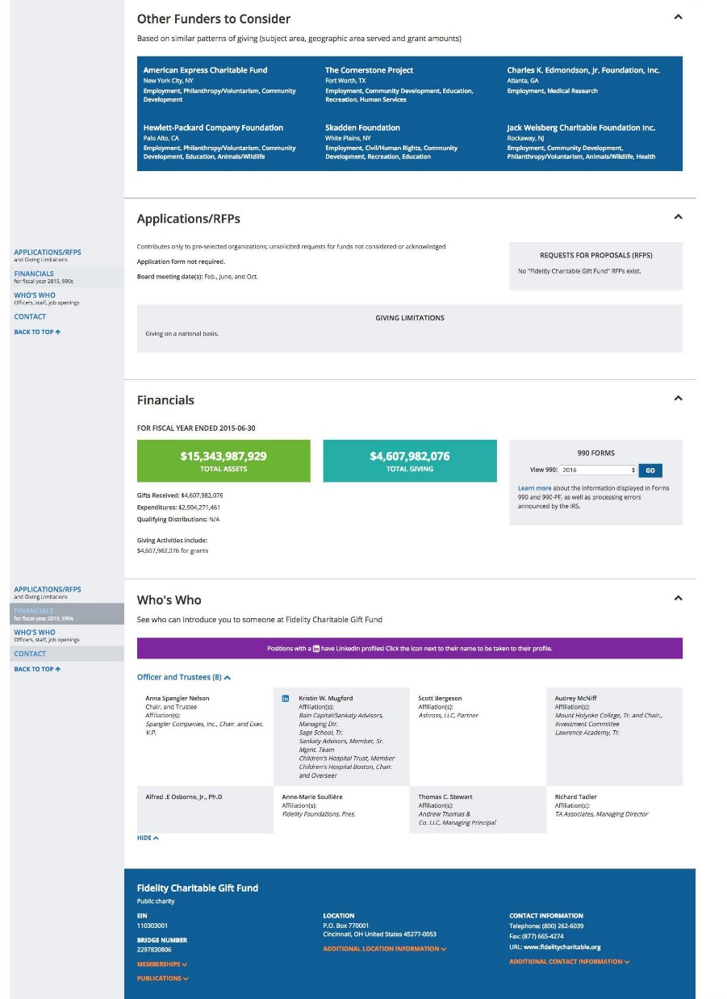 Other Funders to Consider
Based on similar patterns of giving (subject area, geographic area served and grant amounts)
American Express Charitable Fund
New York City, NY
Employment, Philanthropy/Voluntarism, Community
Development
The Cornerstone Project
Fort Worth, TX
Employment, Community Development, Education,
Recreation, Human Services
Charles K. Edmondson, Jr. Foundation, Inc.
Atlanta, GA
Employment, Medical Research
Hewlett-Packard Company Foundation
Palo Alto, CA
Employment, Philanthropy/Voluntarism, Community
Development, Education, Animals/Wildlife
Skadden Foundation
White Plains, NY
Employment, Civil/Human Rights, Community
Development, Recreation, Education
Jack Weisberg Charitable Foundation Inc.
Rockaway, NJ
Employment, Community Development,
Philanthropy/Voluntarism, Animals/Wildlife, Health
APPLICATIONS/RFPS
and Giving Limitations
FINANCIALS
for fiscal year 2015, 990s
WHO'S WHO
Officers, staff, job openings
CONTACT
BACK TO TOP
Applications/RFPs
Contributes only to pre-selected organizations; unsolicited requests for funds not considered or acknowledged
Application form not required.
Board meeting date(s): Feb., June, and Oct.
REQUESTS FOR PROPOSALS (RFPS)
No "Fidelity Charitable Gift Fund" RFPs exist.
GIVING LIMITATIONS
Giving on a national basis.
Financials
FOR FISCAL YEAR ENDED 2015-06-30
$15,343,987,929
TOTAL ASSETS
$4,607,982,076
TOTAL GIVING
990 FORMS
View 990: 2016 GO
Learn more about the information displayed in Forms
990 and 990-PF, as well as processing errors
announced by the IRS.
Gifts Received: $4,607,982,076
Expenditures: $2,904,271,461
Qualifying Distributions: N/A
Giving Activities include:
$4,607,982,076 for grants
APPLICATIONS/RFPS
and Giving Limitations
FINANCIALS
for fiscal year 2015, 990s
WHO'S WHO
Officers, staff, job openings
CONTACT
BACK TO TOP
Who's Who
See who can introduce you to someone at Fidelity Charitable Gift Fund
Positions with a in have LinkedIn profiles! Click the icon next to their name to be taken to their profile.
Officer and Trustees (8)
Anna Spangler Nelson
Chair. and Trustee
Affiliation(s):
Spangler Companies, Inc., Chair. and Exec.
V.P.
in Kristin W. Mugford
Affiliation(s):
Bain Capital/Sankaty Advisors,
Managing Dir.
Sage School, Tr.
Sankaty Advisors, Member, Sr.
Mgmt. Team
Children's Hospital Trust, Member
Children's Hospital Boston, Chair.
and Overseer
Scott Bergeson
Affiliation(s):
Ashross, LLC, Partner
Audrey McNiff
Affiliation(s):
Mount Holyoke College, Tr. and Chair.,
Investment Committee
Lawrence Academy, Tr.
Alfred .E Osborne, Jr., Ph.D
Anne-Marie Soullière
Affiliation(s):
Fidelity Foundations, Pres.
Thomas C. Stewart
Affiliation(s):
Andrew Thomas &
Co. LLC, Managing Principal
Richard Tadler
Affiliation(s):
TA Associates, Managing Director
HIDE
Fidelity Charitable Gift Fund
Public charity
EIN
110303001
BRIDGE NUMBER
2297830806
MEMBERSHIPS
PUBLICATIONS
LOCATION
P.O. Box 770001
Cincinnati, OH United States 45277-0053
ADDITIONAL LOCATION INFORMATION
CONTACT INFORMATION
Telephone: (800) 262-6039
Fax: (877) 665-4274
URL: www.fidelitycharitable.org
ADDITIONAL CONTACT INFORMATION